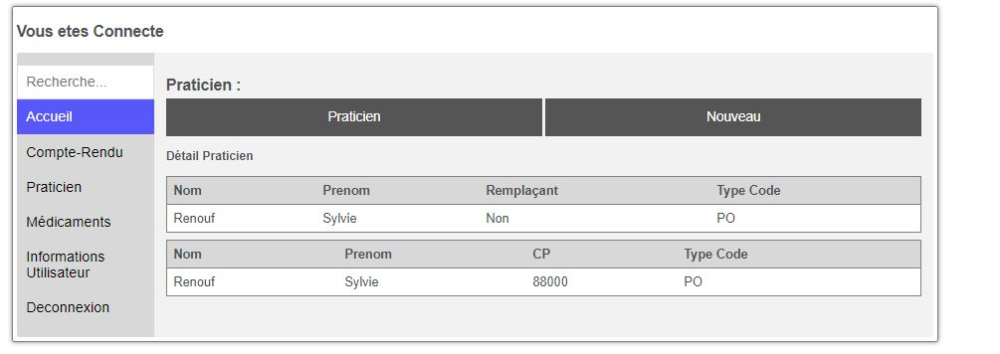 Vous etes Connecte
Recherche...
Accueil
Compte-Rendu
Praticien
Médicaments
Informations
Utilisateur
Deconnexion
Praticien :
Praticien Nouveau
Détail Praticien
Nom Prenom Remplaçant Type Code
Renouf Sylvie Non PO
Nom Prenom CP Type Code
Renouf Sylvie 88000 PO